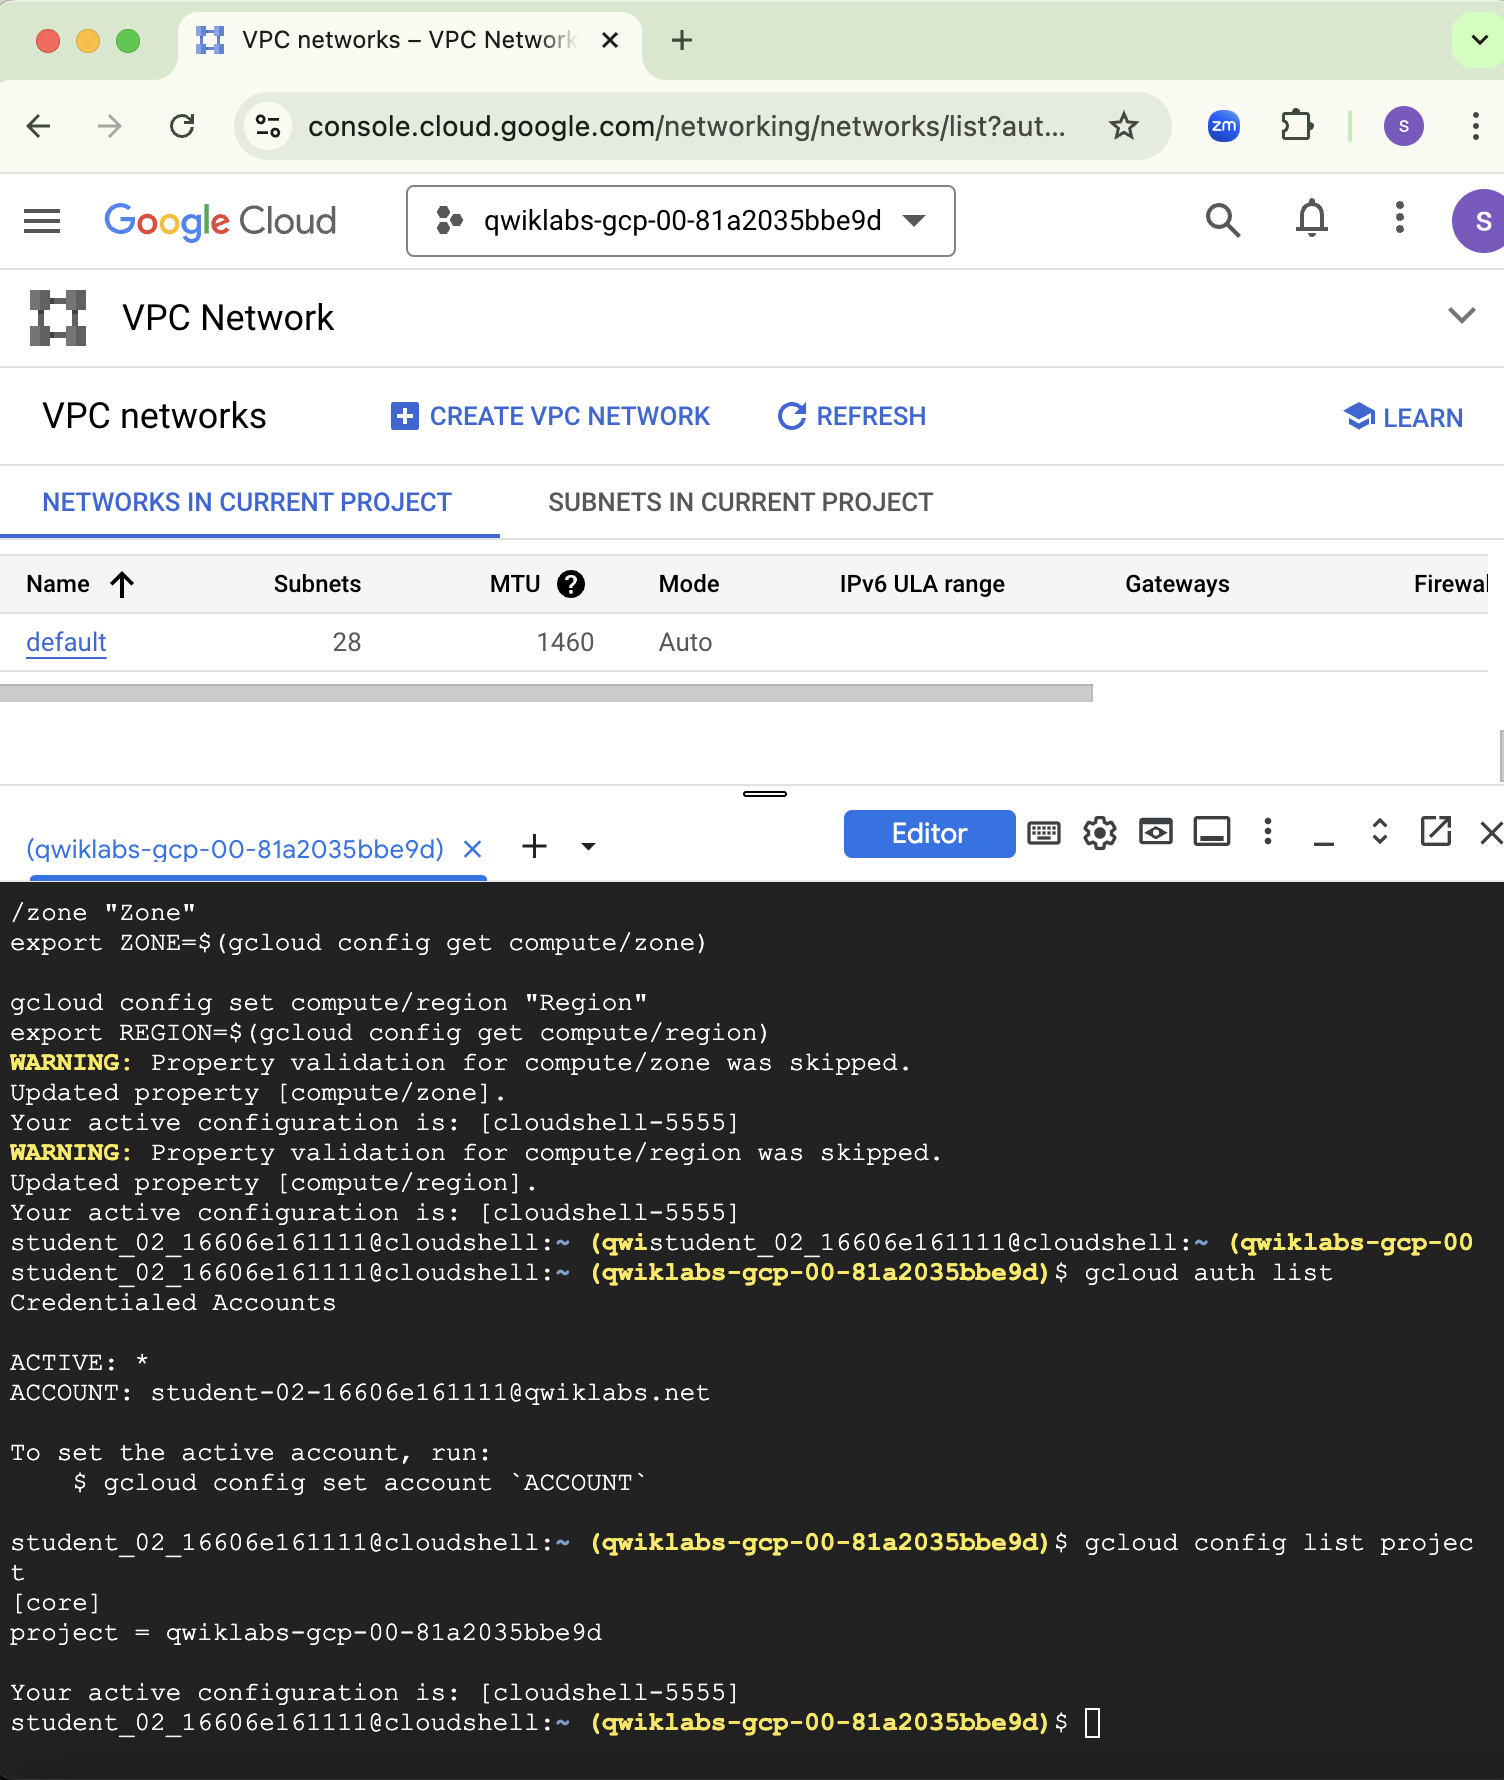 VPC networks – VPC Network
console.cloud.google.com/networking/networks/list?aut...
zm
S
Google Cloud
qwiklabs-gcp-00-81a2035bbe9d
S
VPC Network
VPC networks
CREATE VPC NETWORK
REFRESH
LEARN
NETWORKS IN CURRENT PROJECT
SUBNETS IN CURRENT PROJECT
Name Subnets MTU ? Mode IPv6 ULA range Gateways Firewal
default 28 1460 Auto
(qwiklabs-gcp-00-81a2035bbe9d)
Editor
/zone "Zone"
export ZONE=$(gcloud config get compute/zone)
gcloud config set compute/region "Region"
export REGION=$(gcloud config get compute/region)
WARNING: Property validation for compute/zone was skipped.
Updated property [compute/zone].
Your active configuration is: [cloudshell-5555]
WARNING: Property validation for compute/region was skipped.
Updated property [compute/region].
Your active configuration is: [cloudshell-5555]
student_02_16606e161111@cloudshell:~ (qwistudent_02_16606e161111@cloudshell:~ (qwiklabs-gcp-00
student_02_16606e161111@cloudshell:~ (qwiklabs-gcp-00-81a2035bbe9d)$ gcloud auth list
Credentialed Accounts
ACTIVE: *
ACCOUNT: student-02-16606e161111@qwiklabs.net
To set the active account, run:
$ gcloud config set account `ACCOUNT`
student_02_16606e161111@cloudshell:~ (qwiklabs-gcp-00-81a2035bbe9d)$ gcloud config list projec
t
[core]
project = qwiklabs-gcp-00-81a2035bbe9d
Your active configuration is: [cloudshell-5555]
student_02_16606e161111@cloudshell:~ (qwiklabs-gcp-00-81a2035bbe9d)$